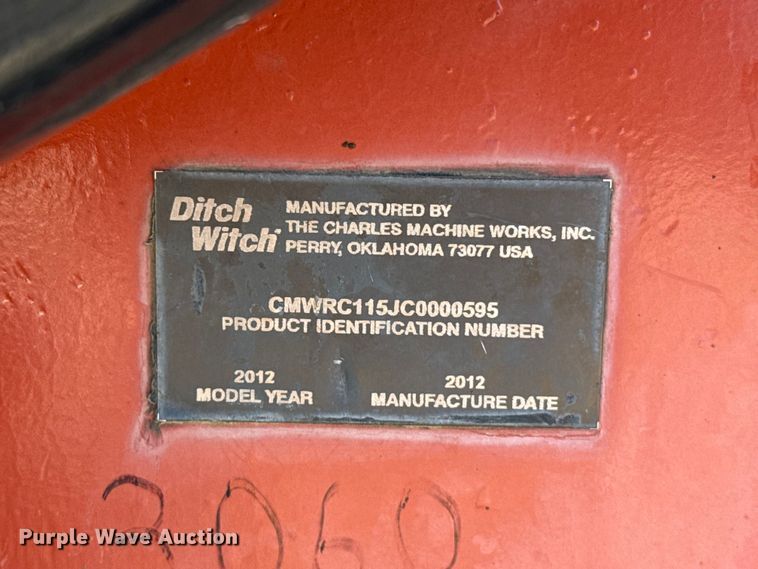 Ditch Witch
MANUFACTURED BY
THE CHARLES MACHINE WORKS, INC.
PERRY, OKLAHOMA 73077 USA
CMWRC115JC0000595
PRODUCT IDENTIFICATION NUMBER
2012
MODEL YEAR
2012
MANUFACTURE DATE
3060
Purple Wave Auction